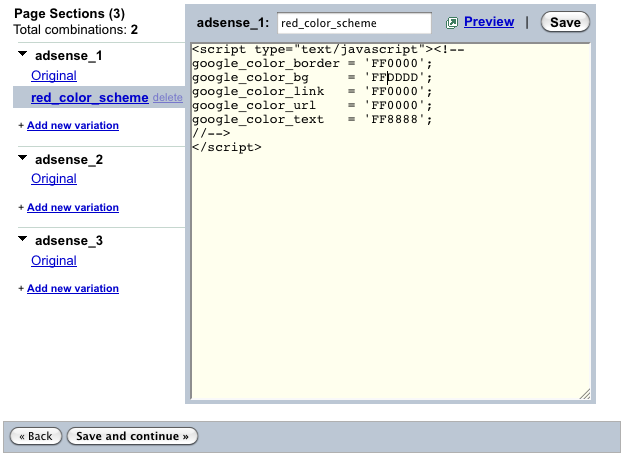 Page Sections (3)
Total combinations: 2
adsense_1
Original
red_color_scheme delete
+ Add new variation
adsense_2
Original
+ Add new variation
adsense_3
Original
+ Add new variation
adsense_1: red_color_scheme Preview | Save
<script type="text/javascript"><!--
google_color_border = 'FF0000';
google_color_bg     = 'FFDDDD';
google_color_link   = 'FF0000';
google_color_url    = 'FF0000';
google_color_text   = 'FF8888';
//-->
</script>
« Back Save and continue »